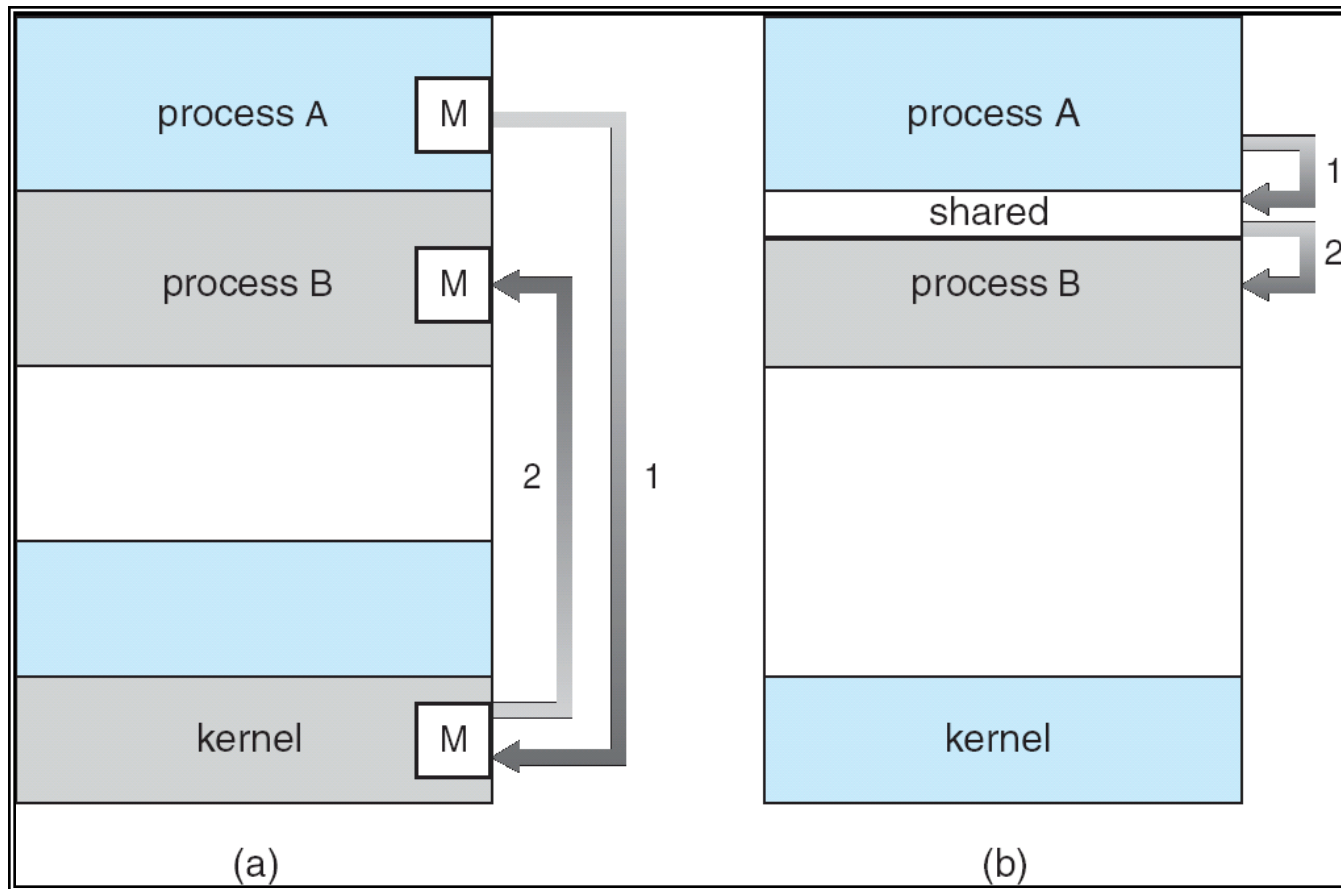 process A
M
process B
M
2
1
kernel
M
(a)
process A
1
shared
2
process B
kernel
(b)